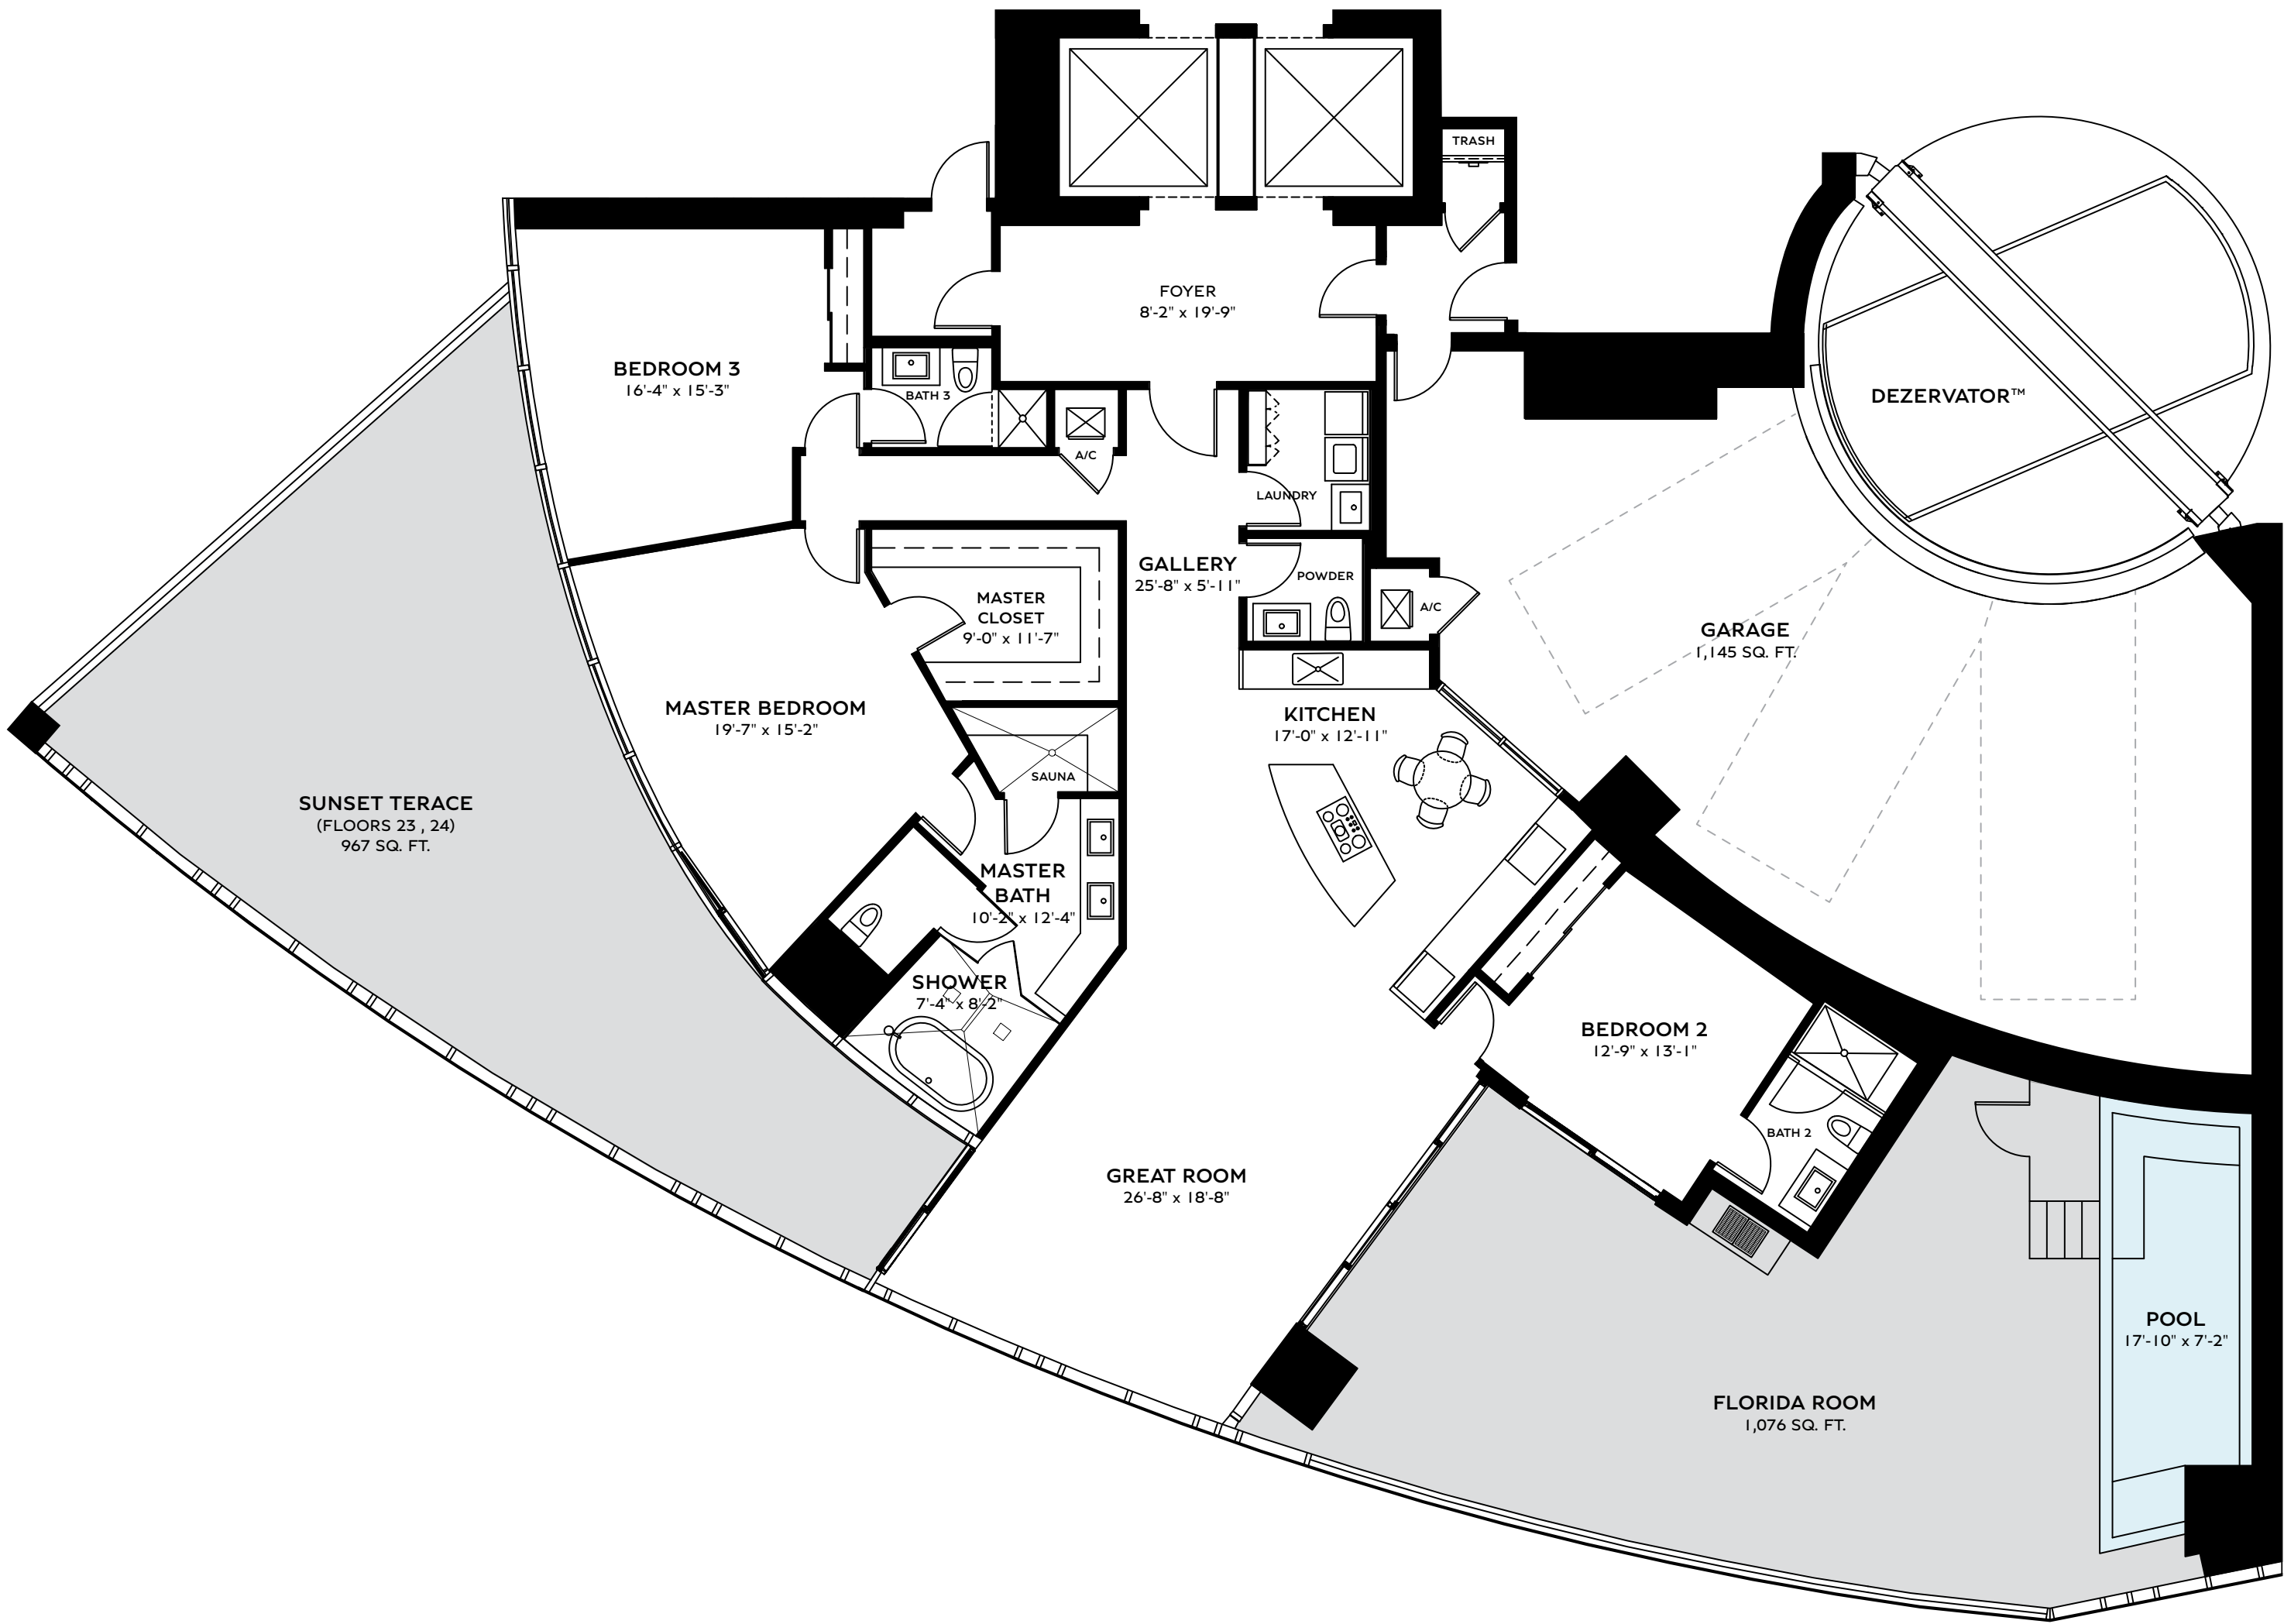 TRASH
FOYER
8'-2" x 19'-9"
BEDROOM 3
16'-4" x 15'-3"
BATH 3
DEZERVATOR™
A/C
LAUNDRY
GALLERY
25'-8" x 5'-11"
POWDER
MASTER
CLOSET
9'-0" x 11'-7"
A/C
GARAGE
1,145 SQ. FT.
MASTER BEDROOM
19'-7" x 15'-2"
KITCHEN
17'-0" x 12'-11"
SAUNA
SUNSET TERACE
(FLOORS 23 , 24)
967 SQ. FT.
MASTER
BATH
10'-2" x 12'-4"
SHOWER
7'-4" x 8'-2"
BEDROOM 2
12'-9" x 13'-1"
BATH 2
GREAT ROOM
26'-8" x 18'-8"
POOL
17'-10" x 7'-2"
FLORIDA ROOM
1,076 SQ. FT.